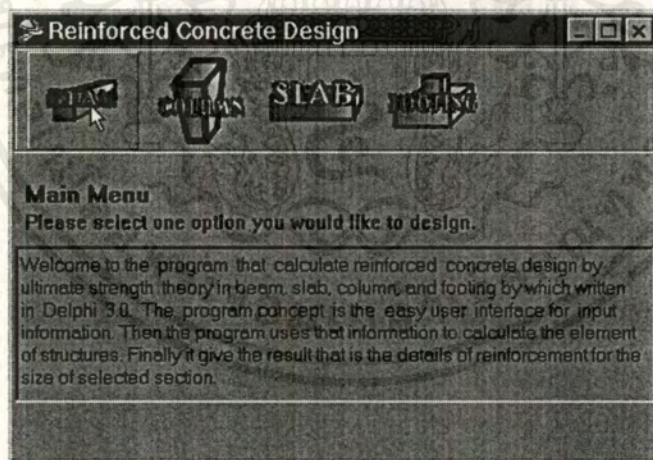 Reinforced Concrete Design
BEAM COLUMN SLAB FOOTING
Main Menu
Please select one option you would like to design.
Welcome to the program that calculate reinforced concrete design by
ultimate strength theory in beam, slab, column, and footing by which written
in Delphi 3.0. The program concept is the easy user interface for input
information. Then the program uses that information to calculate the element
of structures. Finally it give the result that is the details of reinforcement for the
size of selected section.